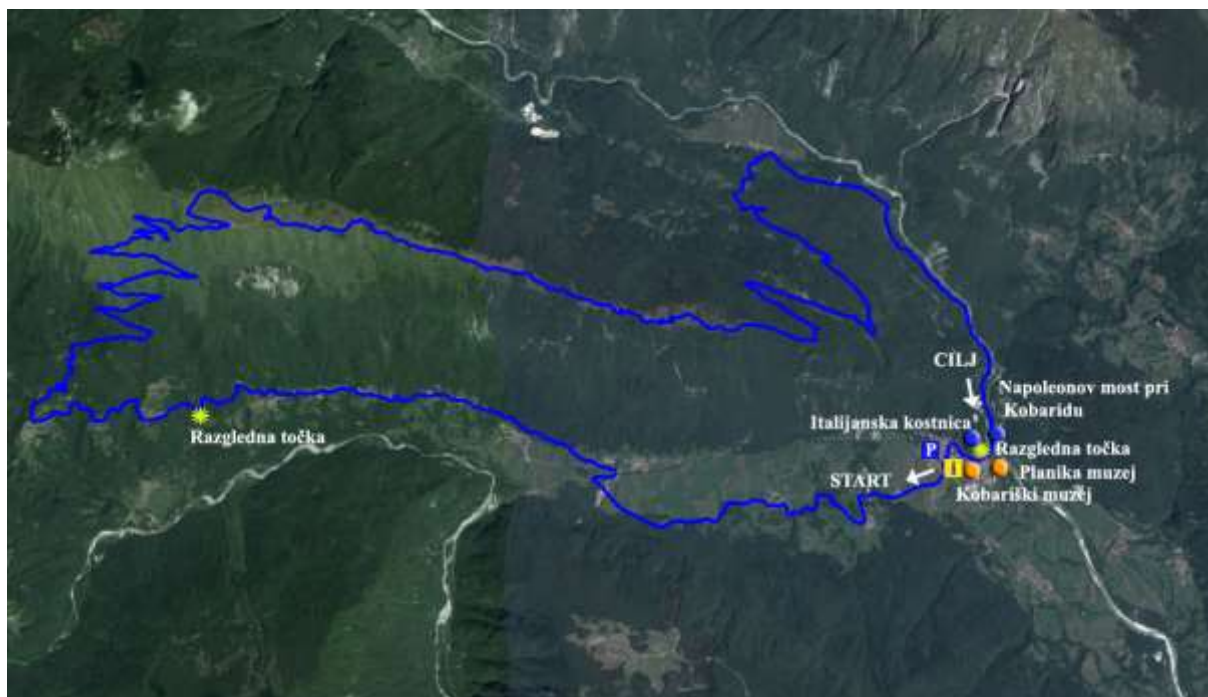 CILJ
Napoleonov most pri
Kobaridu
Italijanska kostnica
Razgledna točka
P
Razgledna točka
START
i
Planika muzej
Kobariški muzej